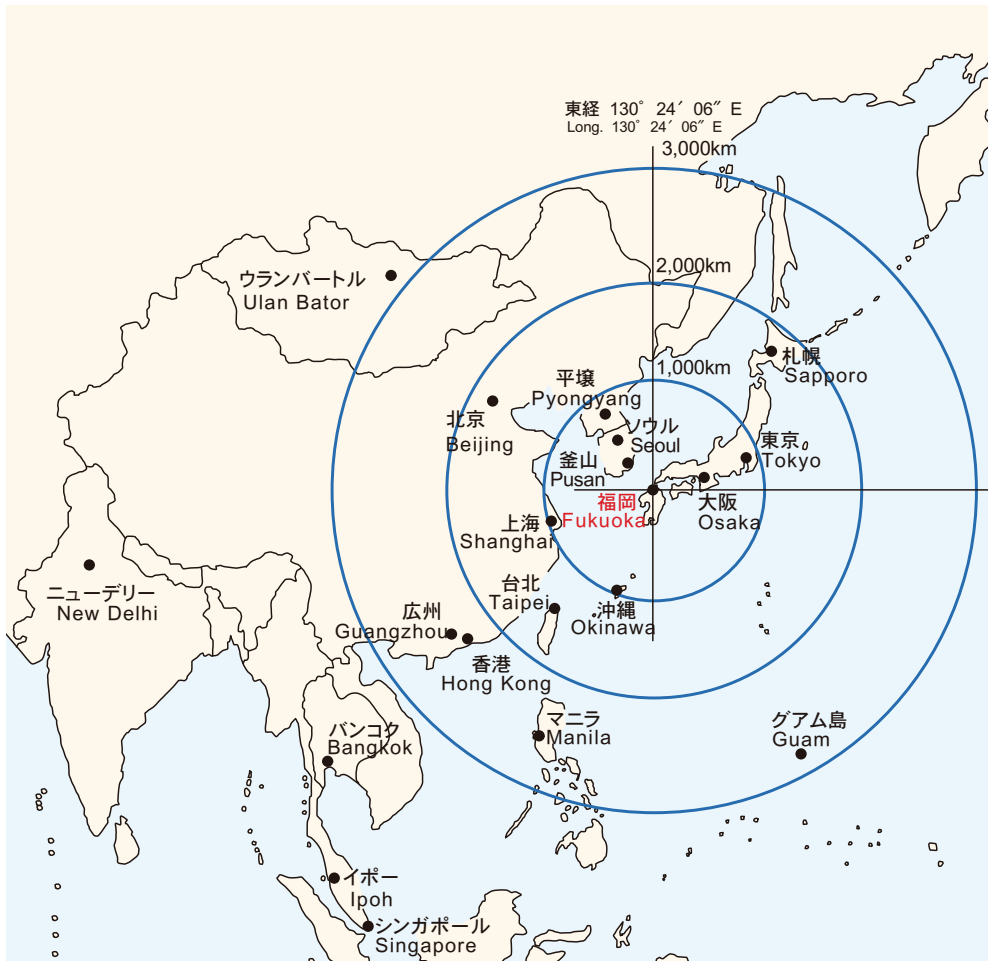 東経 130° 24′ 06″ E
Long. 130° 24′ 06″ E
3,000km
2,000km
1,000km
ウランバートル
Ulan Bator
札幌
Sapporo
平壌
Pyongyang
北京
Beijing
ソウル
Seoul
釜山
Pusan
東京
Tokyo
福岡
Fukuoka
大阪
Osaka
上海
Shanghai
ニューデリー
New Delhi
台北
Taipei
沖縄
Okinawa
広州
Guangzhou
香港
Hong Kong
バンコク
Bangkok
マニラ
Manila
グアム島
Guam
イポー
Ipoh
シンガポール
Singapore